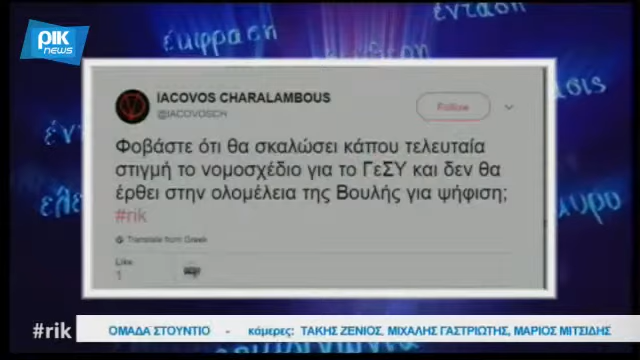 ΡΙΚ
news
έκφραση
ένταση
IACOVOS CHARALAMBOUS
@IACOVOSCH
Follow
Φοβάστε ότι θα σκαλώσει κάπου τελευταία
στιγμή το νομοσχέδιο για το ΓεΣΥ και δεν θα
έρθει στην ολομέλεια της Βουλής για ψήφιση;
#rik
Translate from Greek
Like
1
#rik
ΟΜΑΔΑ ΣΤΟΥΝΤΙΟ - κάμερες: ΤΑΚΗΣ ΖΕΝΙΟΣ, ΜΙΧΑΛΗΣ ΓΑΣΤΡΙΩΤΗΣ, ΜΑΡΙΟΣ ΜΙΤΣΙΔΗΣ,